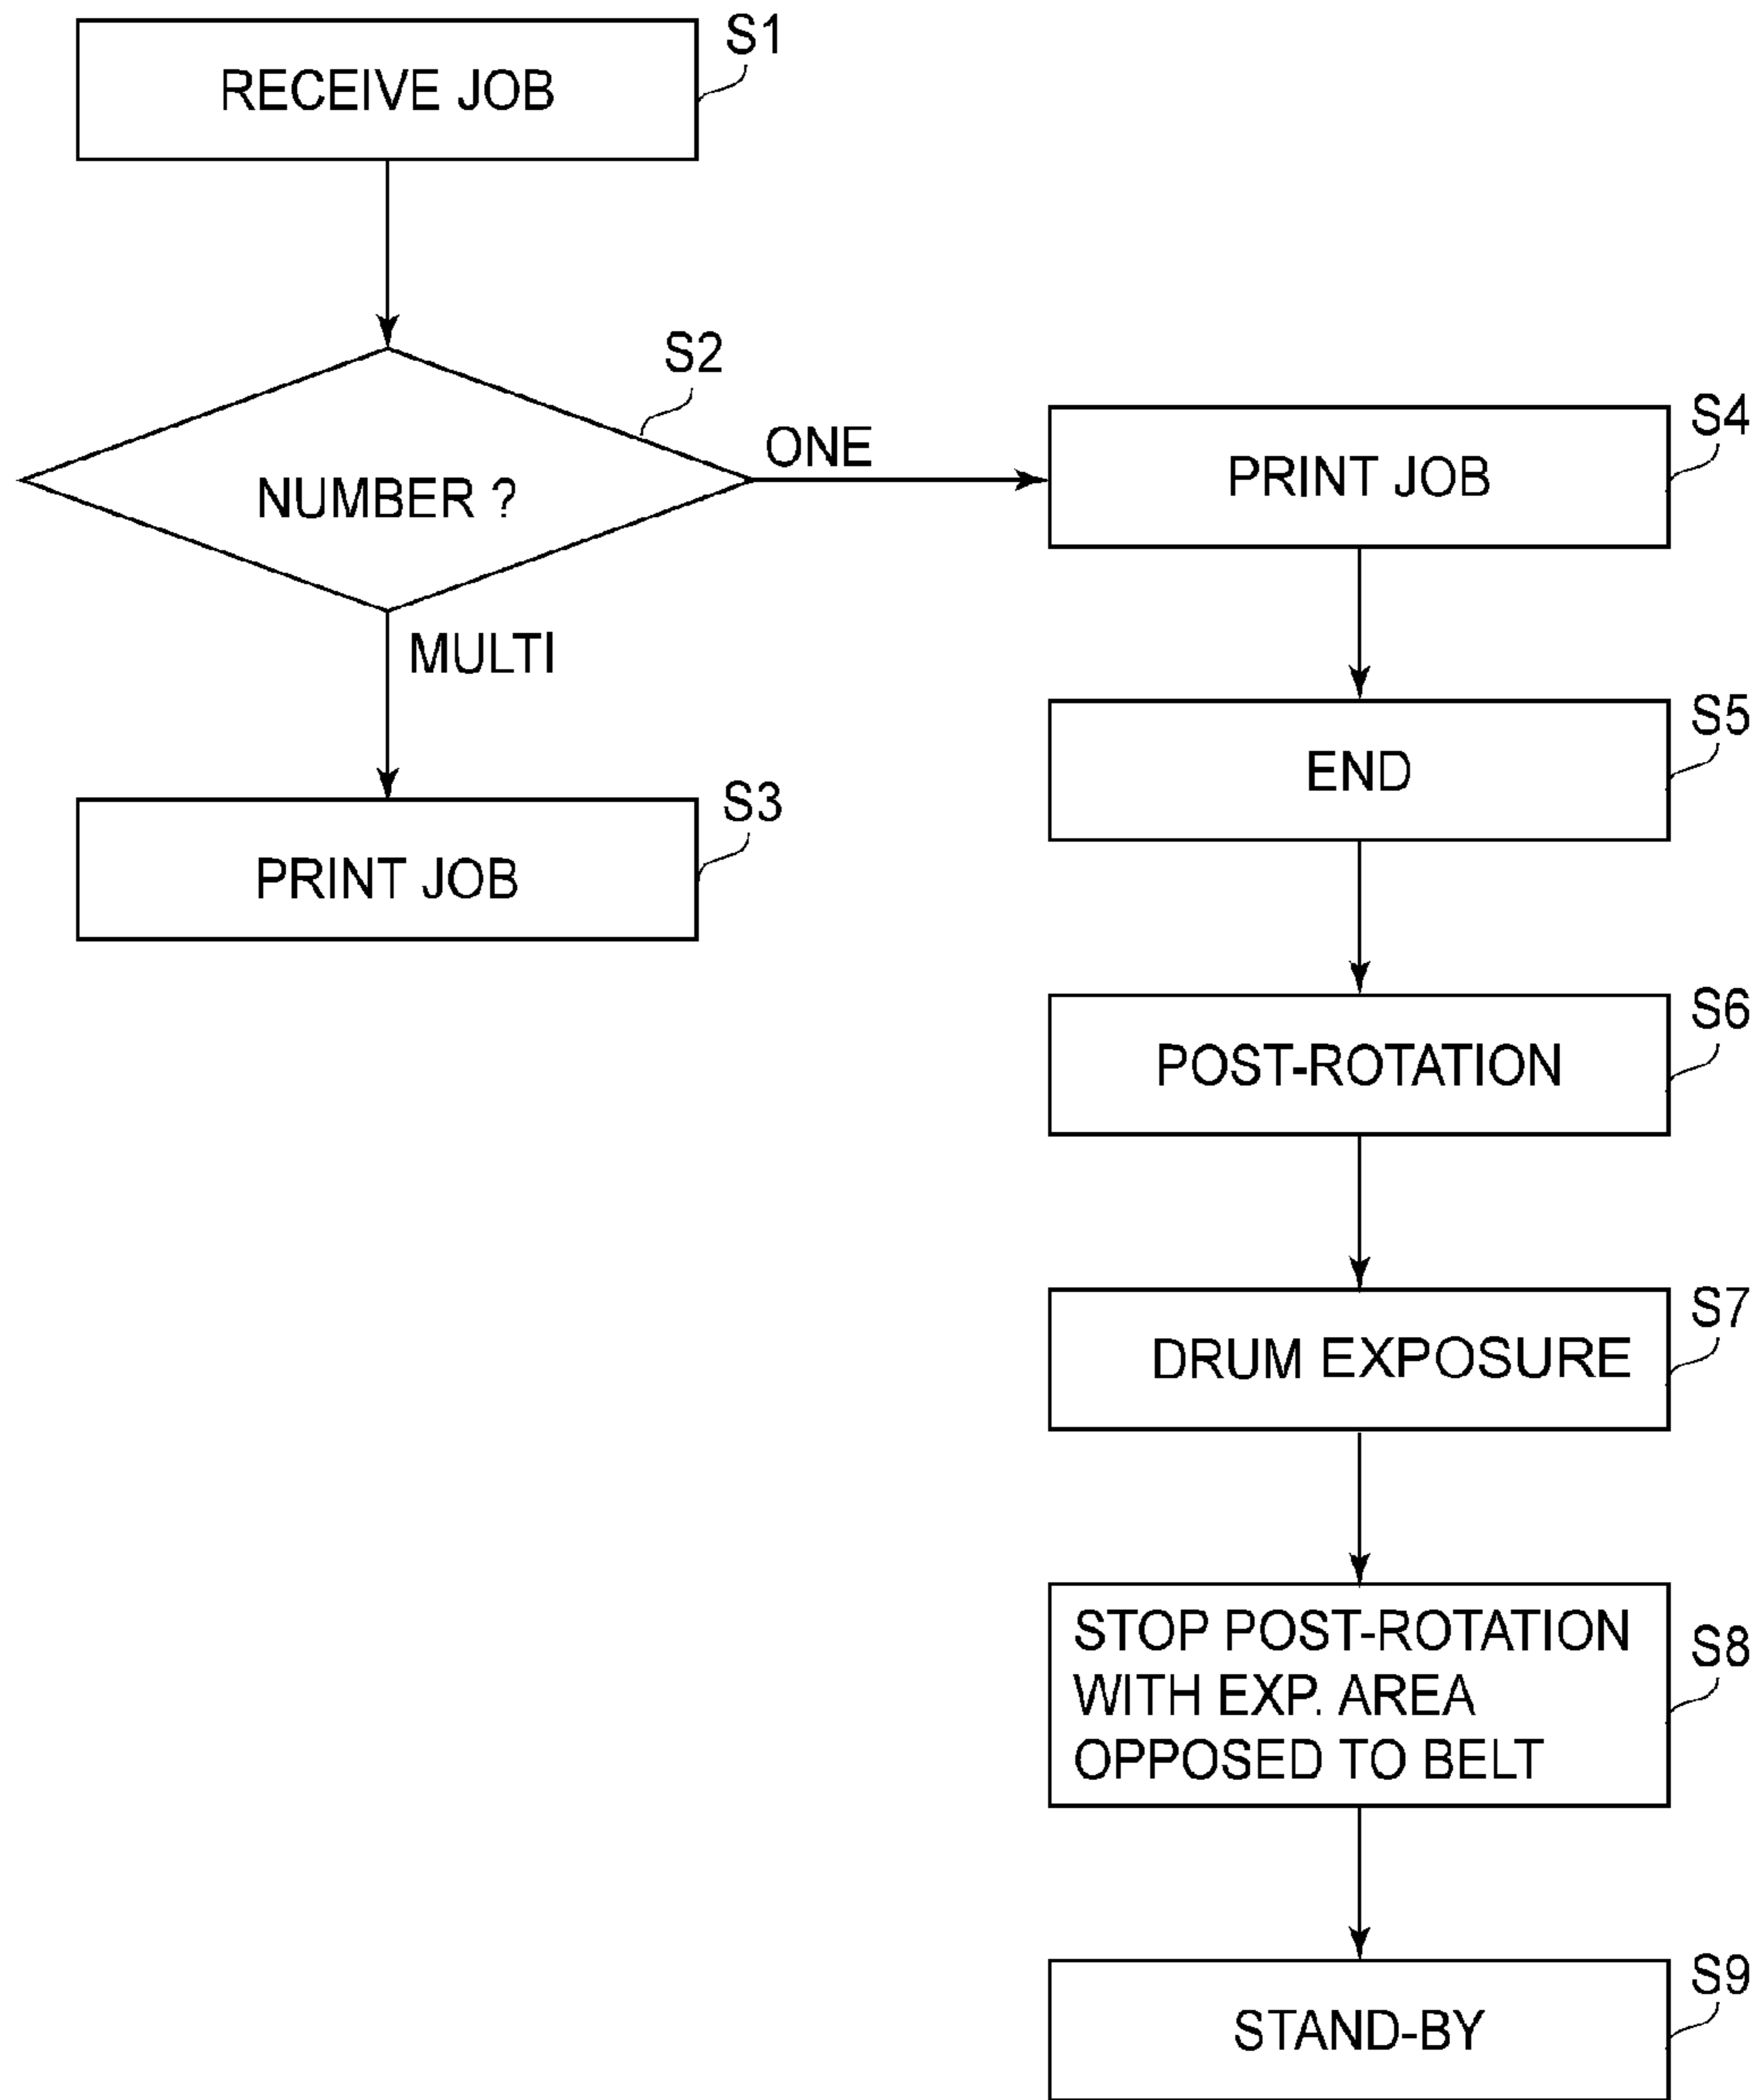 RECEIVE JOB
S1
NUMBER ?
S2
ONE
MULTI
PRINT JOB
S3
PRINT JOB
S4
END
S5
POST-ROTATION
S6
DRUM EXPOSURE
S7
STOP POST-ROTATION
WITH EXP. AREA
OPPOSED TO BELT
S8
STAND-BY
S9